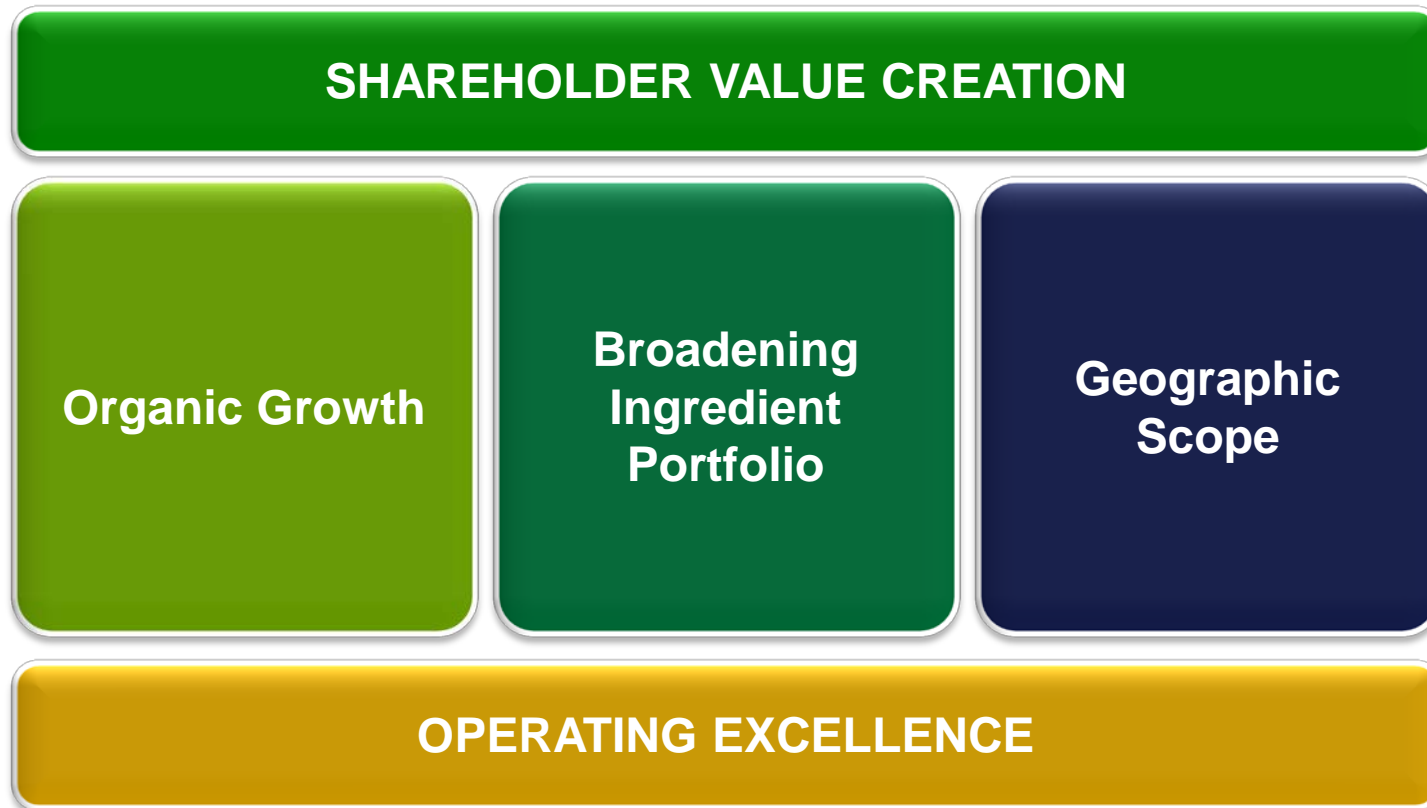 SHAREHOLDER VALUE CREATION
Organic Growth
Broadening
Ingredient
Portfolio
Geographic
Scope
OPERATING EXCELLENCE